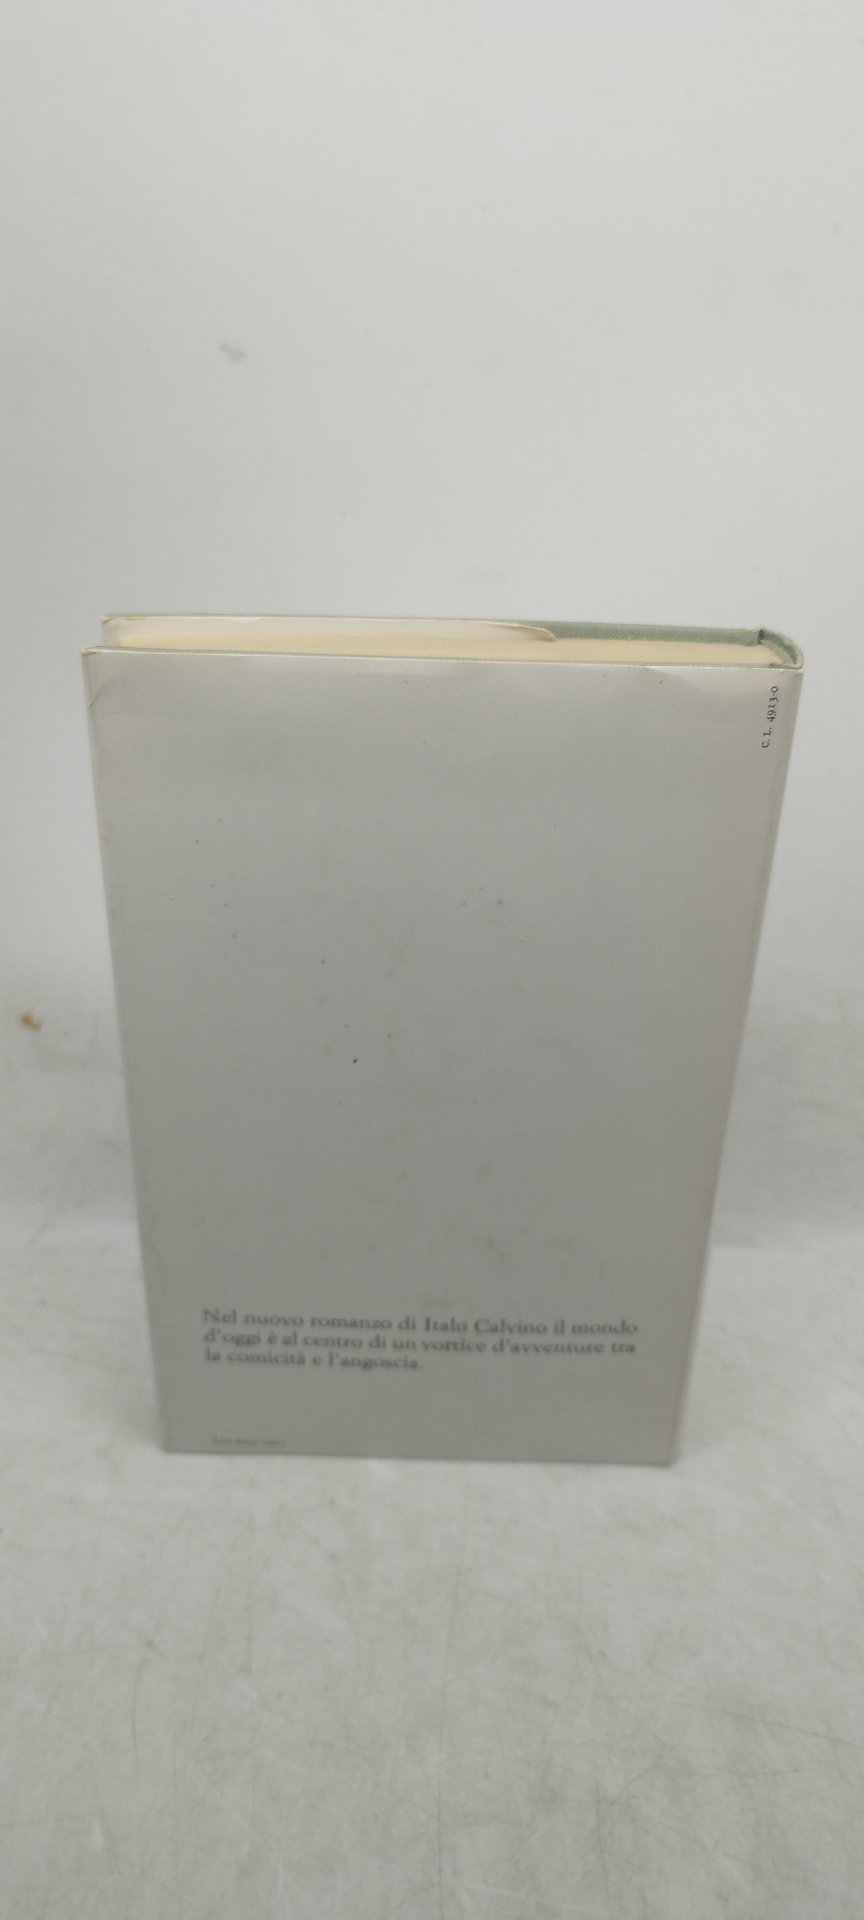 C.L. 4913-0
Nel nuovo romanzo di Italo Calvino il mondo
d'oggi è al centro di un vortice d'avventure tra
la comicità e l'angoscia.